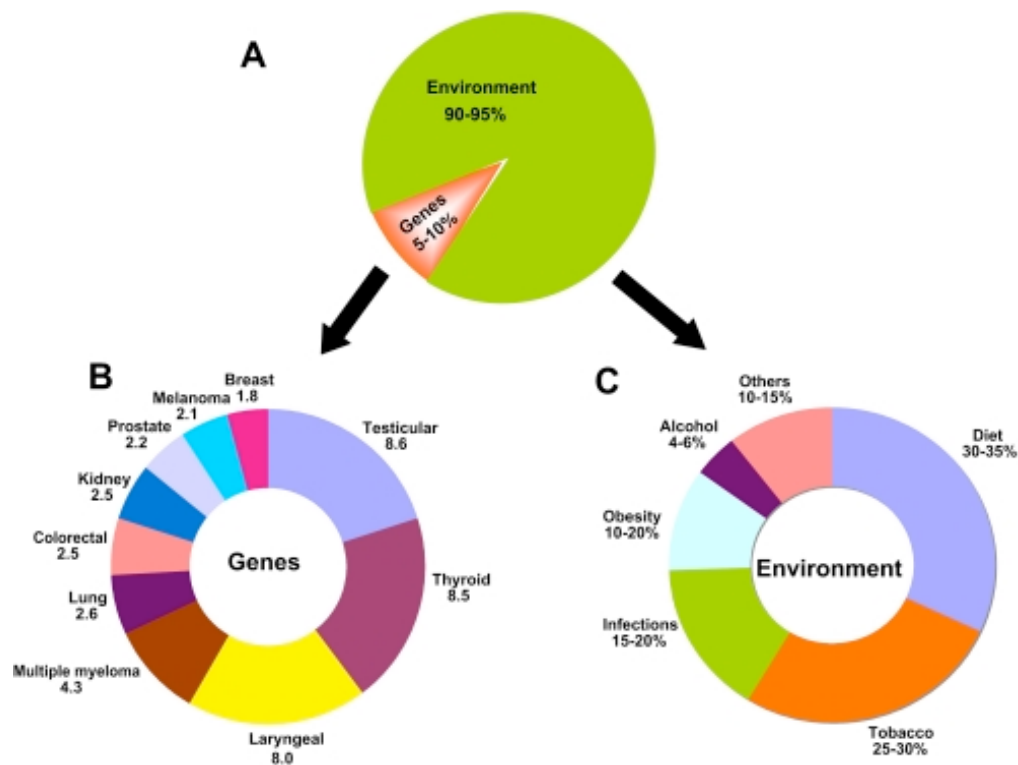 A
Environment
90-95%
Genes
5-10%
B
Breast
1.8
Melanoma
2.1
Prostate
2.2
Kidney
2.5
Colorectal
2.5
Lung
2.6
Multiple myeloma
4.3
Laryngeal
8.0
Thyroid
8.5
Testicular
8.6
Genes
C
Others
10-15%
Alcohol
4-6%
Obesity
10-20%
Infections
15-20%
Tobacco
25-30%
Diet
30-35%
Environment